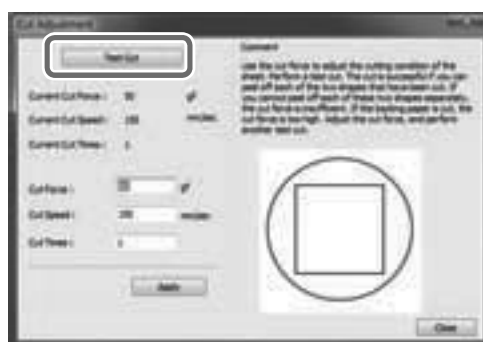 Cut Adjustment
Test Cut
Comment
Use the cut force to adjust the cutting condition of the
sheet. Perform a test cut. The cut is successful if you can
peel off each of the two shapes that have been cut. If
you cannot peel off each of these two shapes separately,
the cut force is insufficient. If the backing paper is cut, the
cut force is too high. Adjust the cut force, and perform
another test cut.
Current Cut Force :
gf
Current Cut Speed :
mm/sec
Current Cut Times :
Cut Force :
gf
Cut Speed :
mm/sec
Cut Times :
Apply
Close